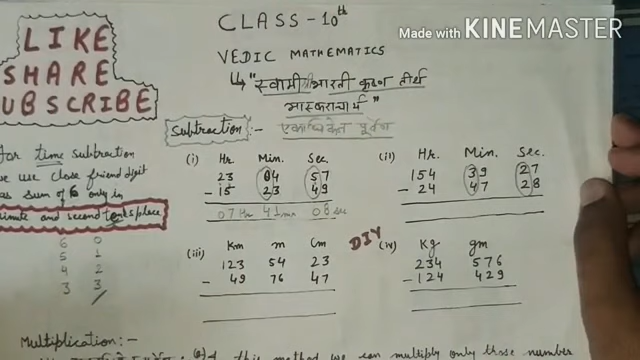 Made with KINEMASTER
LIKE
SHARE
UBSCRIBE
CLASS - 10th
VEDIC MATHEMATICS
↳ "स्वामी श्री भारती कृष्ण तीर्थ
भास्कराचार्य"
Subtraction :- एकाधिकेन पूर्वेण
For time Subtraction
we use close friend digit
as sum of 6 only in
minute and second tens place
6 0
5 1
4 2
3 3
(i) Hr. Min. Sec.
23 04 57
- 15 23 49
07 Hr 41 min 08 sec
(ii) Hr. Min. Sec.
154 39 27
- 24 47 28
(iii) Km m Cm
123 54 23
- 49 76 47
DIY
(iv) Kg gm
234 576
- 124 429
Multiplication :-
this method we can multiply only those number